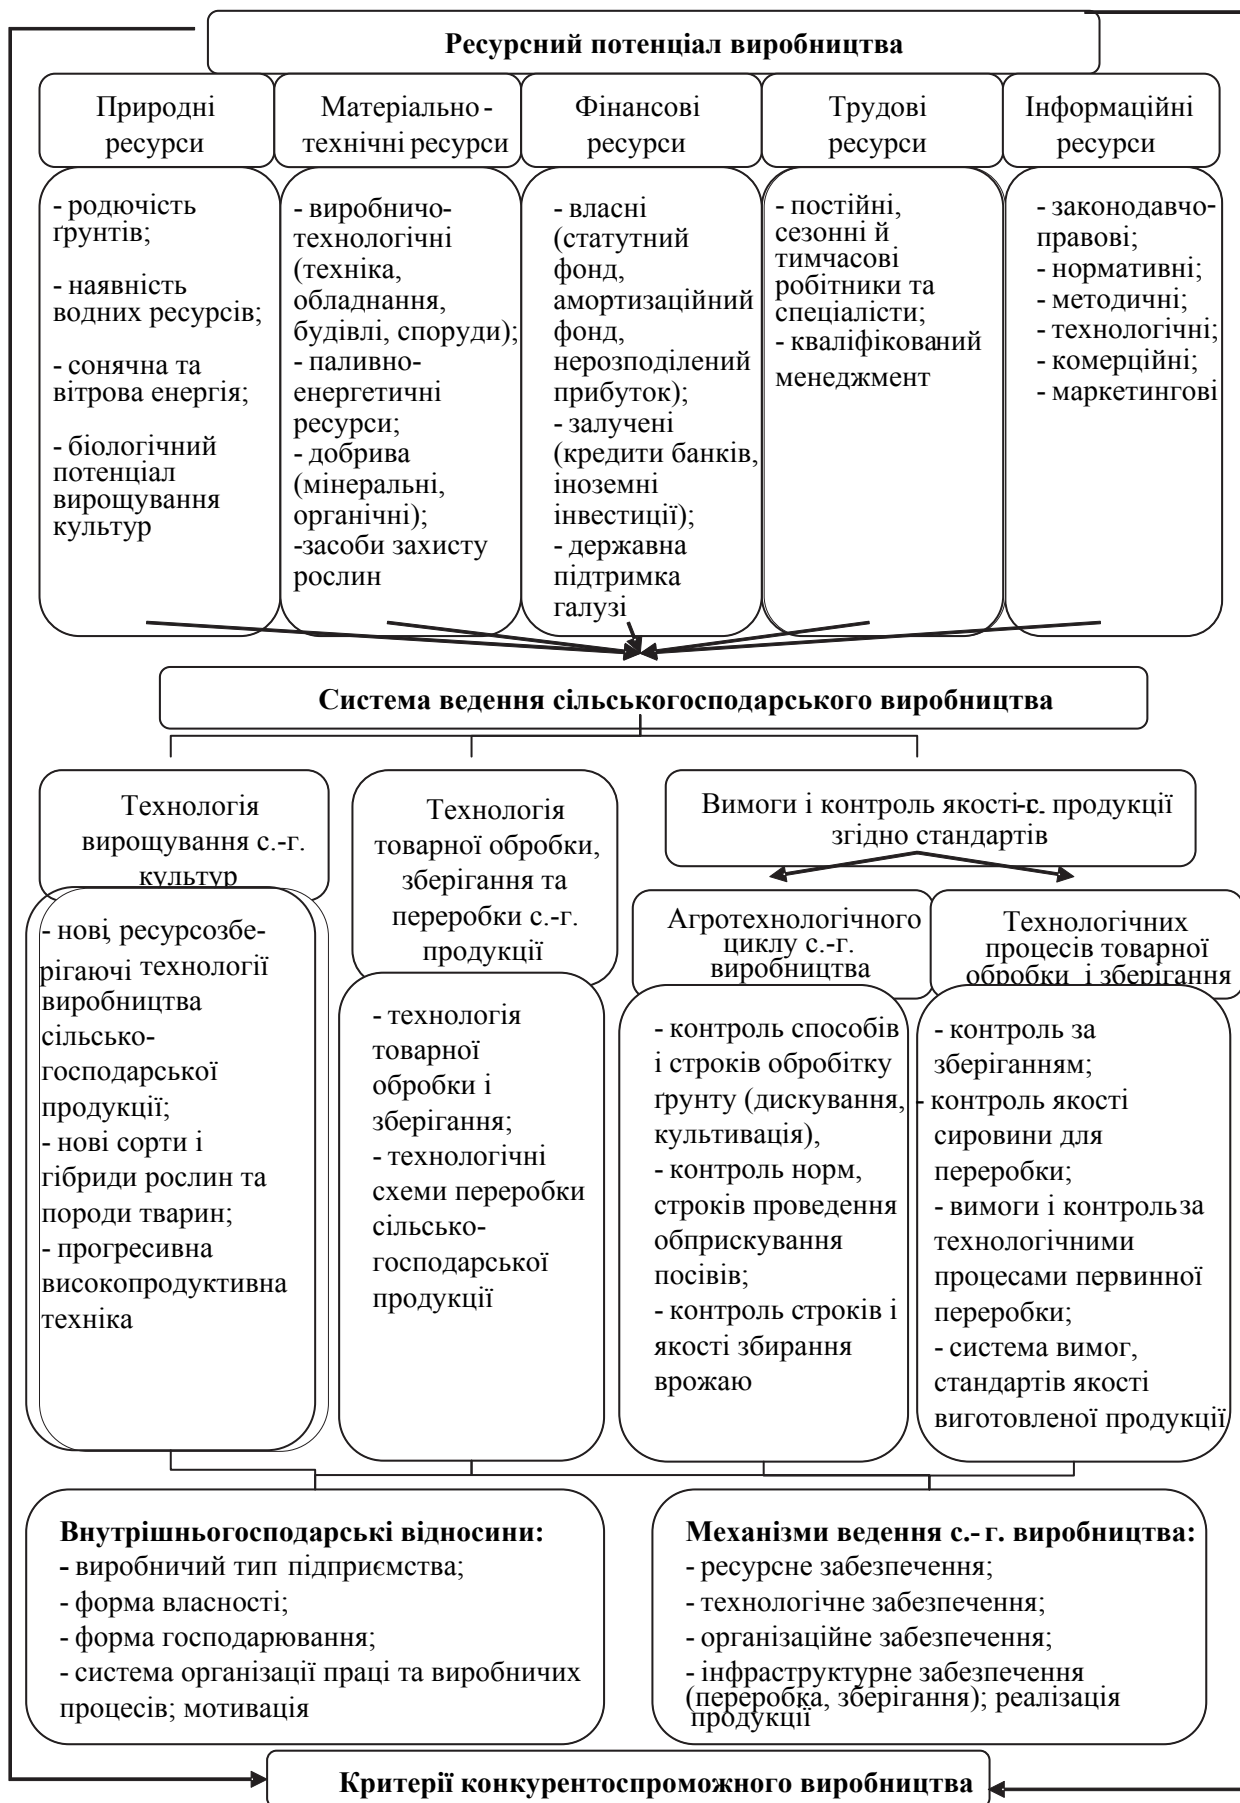 Ресурсний потенціал виробництва
Природні
ресурси
Матеріально-
технічні ресурси
Фінансові
ресурси
Трудові
ресурси
Інформаційні
ресурси
- родючість
ґрунтів;
- наявність
водних ресурсів;
- сонячна та
вітрова енергія;
- біологічний
потенціал
вирощування
культур
- виробничо-
технологічні
(техніка,
обладнання,
будівлі, споруди);
- паливно-
енергетичні
ресурси;
- добрива
(мінеральні,
органічні);
-засоби захисту
рослин
- власні
(статутний
фонд,
амортизаційний
фонд,
нерозподілений
прибуток);
- залучені
(кредити банків,
іноземні
інвестиції);
- державна
підтримка
галузі
- постійні,
сезонні й
тимчасові
робітники та
спеціалісти;
- кваліфікований
менеджмент
- законодавчо-
правові;
- нормативні;
- методичні;
- технологічні;
- комерційні;
- маркетингові
Система ведення сільськогосподарського виробництва
Технологія
вирощування с.-г.
культур
- нові, ресурсозбе-
рігаючі технології
виробництва
сільсько-
господарської
продукції;
- нові сорти і
гібриди рослин та
породи тварин;
- прогресивна
високопродуктивна
техніка
Технологія
товарної обробки,
зберігання та
переробки с.-г.
продукції
- технологія
товарної
обробки і
зберігання;
- технологічні
схеми переробки
сільсько-
господарської
продукції
Вимоги і контроль якості продукції
згідно стандартів
Агротехнологічного
циклу с.-г.
виробництва
- контроль способів
і строків обробітку
ґрунту (дискування,
культивація),
- контроль норм,
строків проведення
обприскування
посівів;
- контроль строків і
якості збирання
врожаю
Технологічних
процесів товарної
обробки і зберігання
- контроль за
зберіганням;
- контроль якості
сировини для
переробки;
- вимоги і контроль за
технологічними
процесами первинної
переробки;
- система вимог,
стандартів якості
виготовленої продукції
Внутрішньогосподарські відносини:
- виробничий тип підприємства;
- форма власності;
- форма господарювання;
- система організації праці та виробничих
процесів; мотивація
Механізми ведення с.-г. виробництва:
- ресурсне забезпечення;
- технологічне забезпечення;
- організаційне забезпечення;
- інфраструктурне забезпечення
(переробка, зберігання); реалізація
продукції
Критерії конкурентоспроможного виробництва